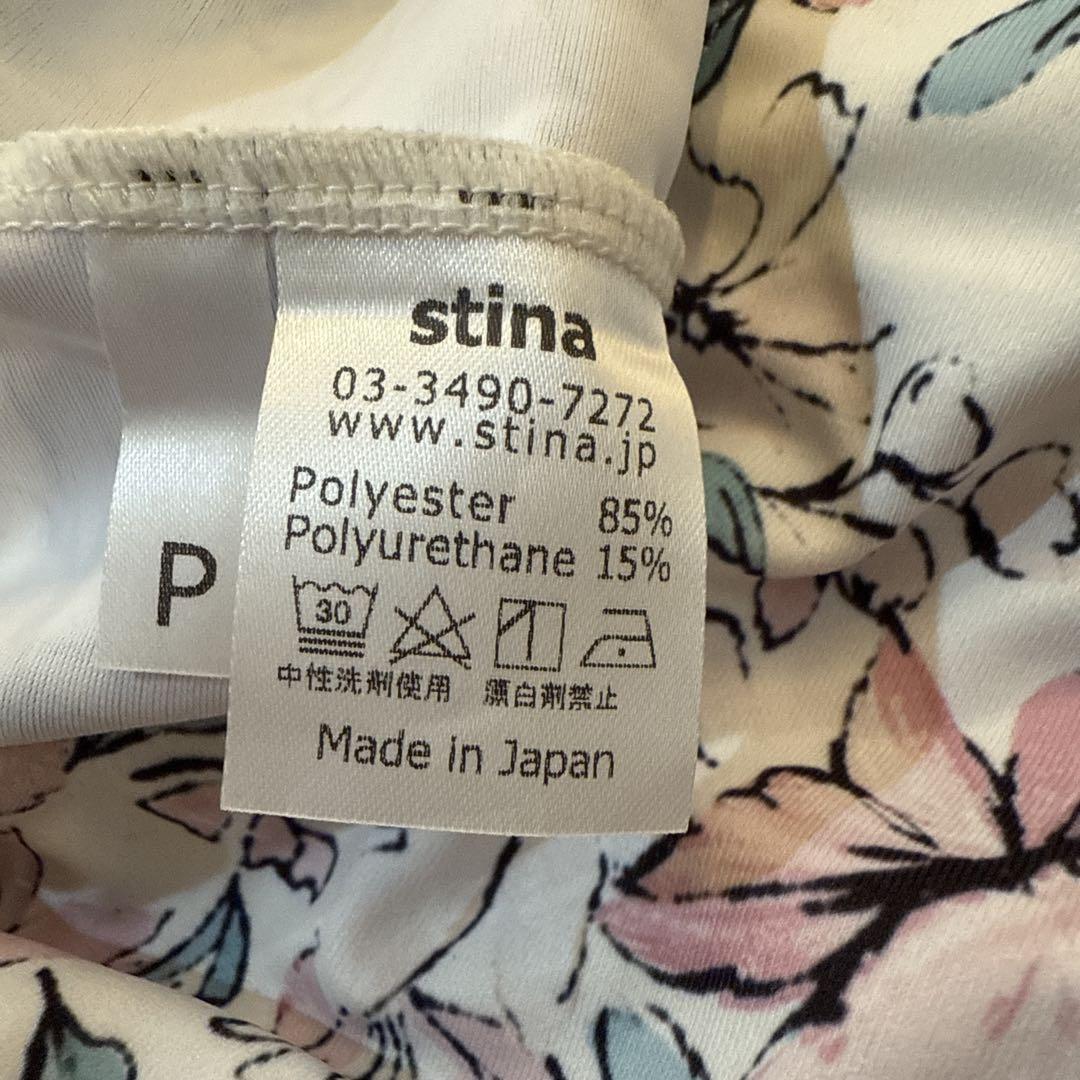 stina
03-3490-7272
www.stina.jp
Polyester 85%
Polyurethane 15%
30
中性洗剤使用 漂白剤禁止
Made in Japan
P